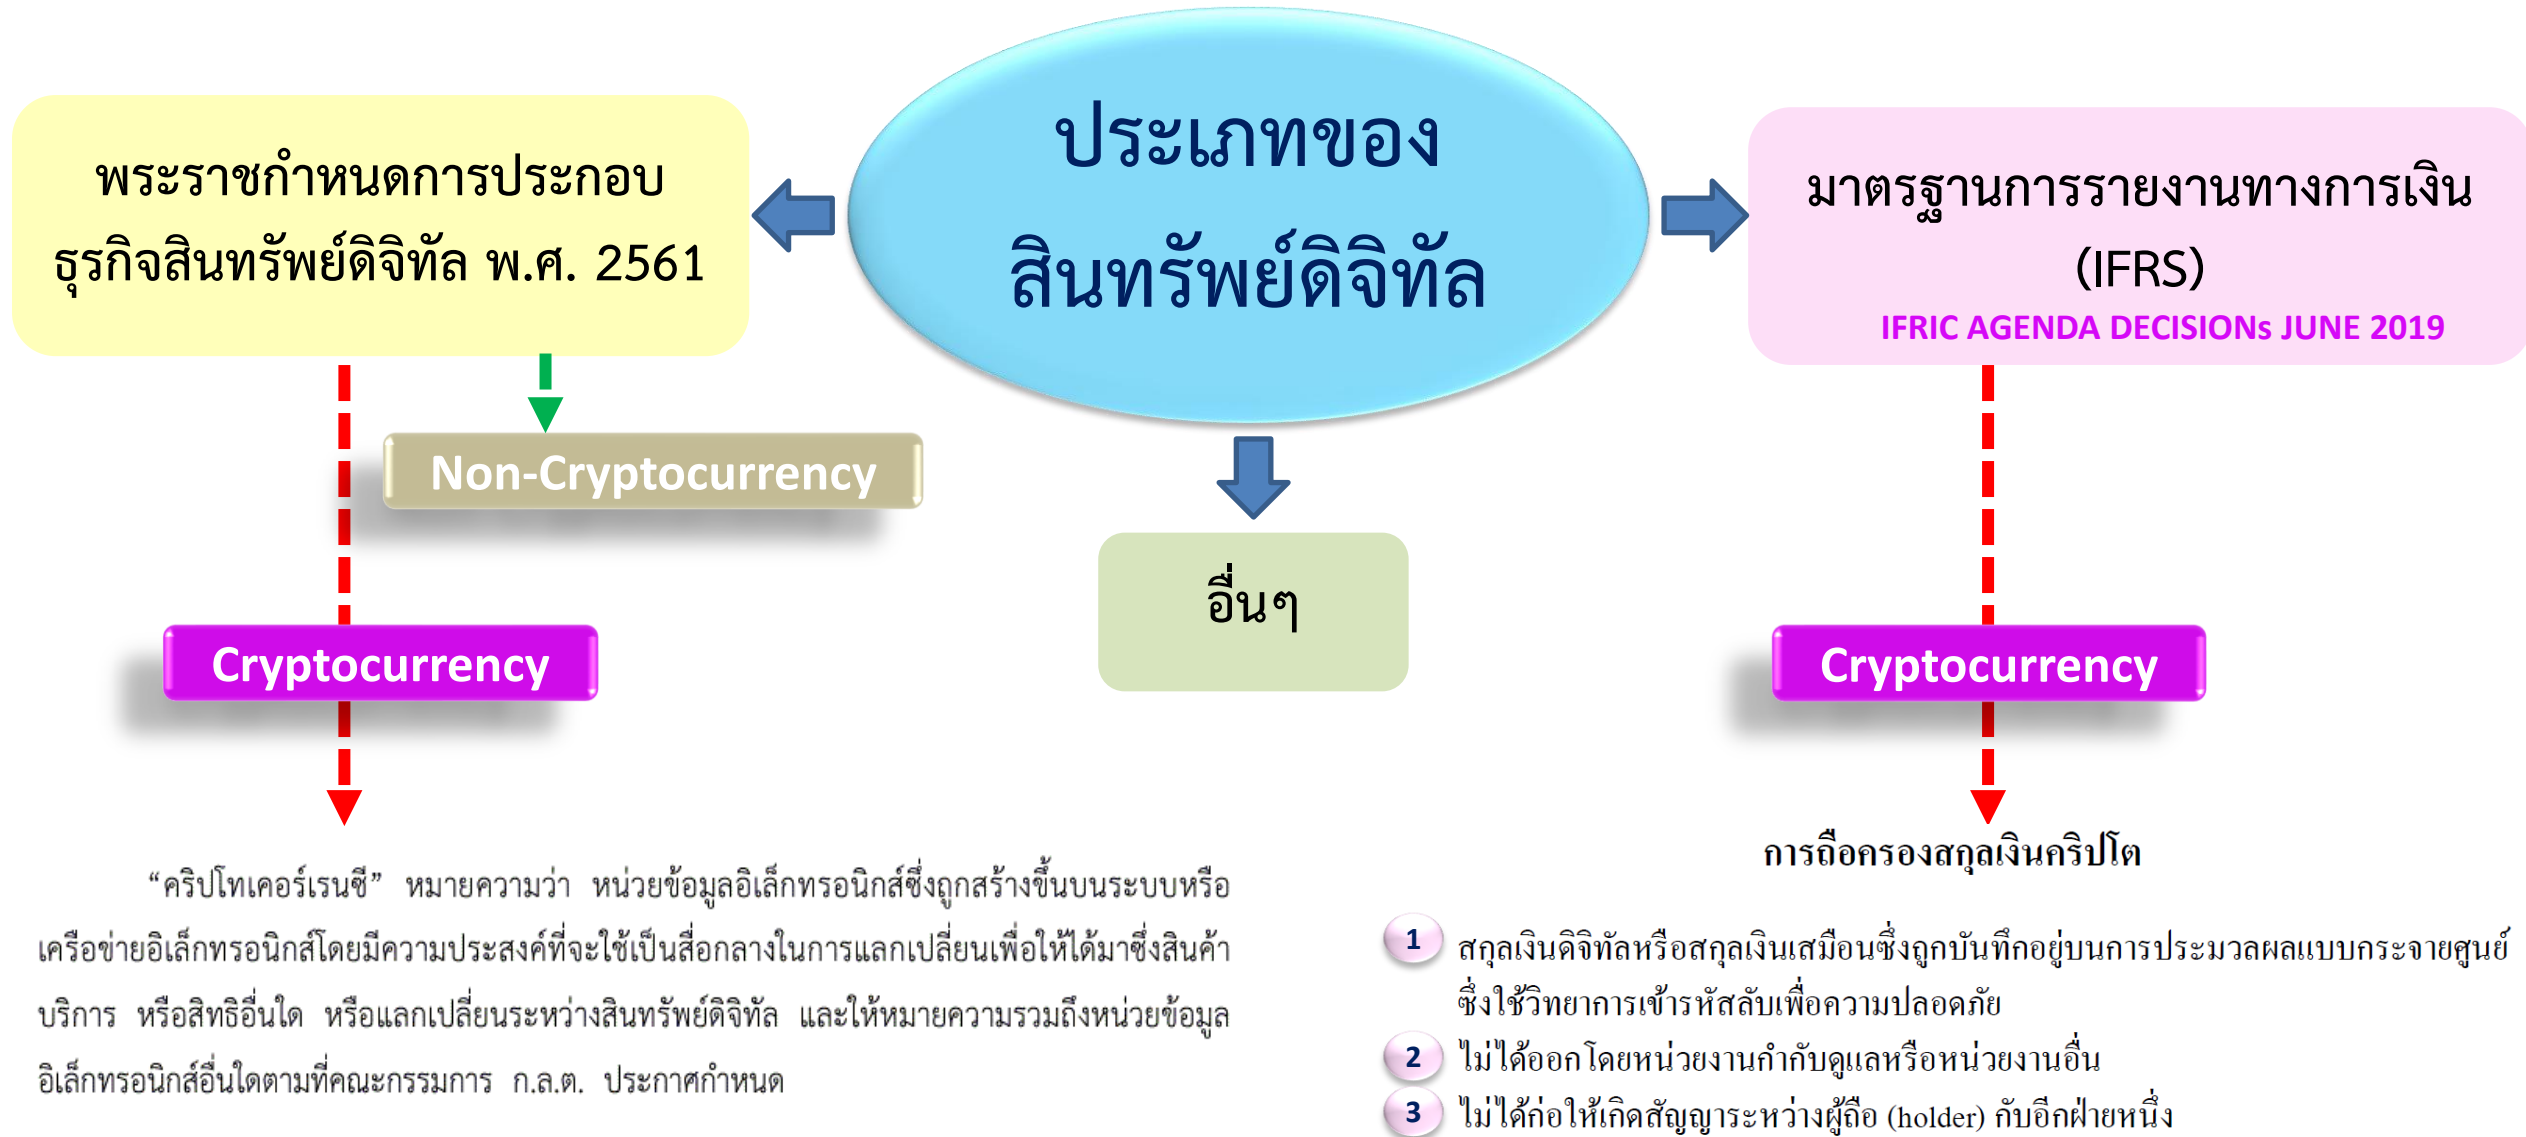 ประเภทของ
สินทรัพย์ดิจิทัล
พระราชกำหนดการประกอบ
ธุรกิจสินทรัพย์ดิจิทัล พ.ศ. 2561
มาตรฐานการรายงานทางการเงิน
(IFRS)
IFRIC AGENDA DECISIONs JUNE 2019
Non-Cryptocurrency
อื่นๆ
Cryptocurrency
Cryptocurrency
“คริปโทเคอร์เรนซี” หมายความว่า หน่วยข้อมูลอิเล็กทรอนิกส์ซึ่งถูกสร้างขึ้นบนระบบหรือ
เครือข่ายอิเล็กทรอนิกส์โดยมีความประสงค์ที่จะใช้เป็นสื่อกลางในการแลกเปลี่ยนเพื่อให้ได้มาซึ่งสินค้า
บริการ หรือสิทธิอื่นใด หรือแลกเปลี่ยนระหว่างสินทรัพย์ดิจิทัล และให้หมายความรวมถึงหน่วยข้อมูล
อิเล็กทรอนิกส์อื่นใดตามที่คณะกรรมการ ก.ล.ต. ประกาศกำหนด
การถือครองสกุลเงินคริปโต
1 สกุลเงินดิจิทัลหรือสกุลเงินเสมือนซึ่งถูกบันทึกอยู่บนการประมวลผลแบบกระจายศูนย์
ซึ่งใช้วิทยาการเข้ารหัสลับเพื่อความปลอดภัย
2 ไม่ได้ออกโดยหน่วยงานกำกับดูแลหรือหน่วยงานอื่น
3 ไม่ได้ก่อให้เกิดสัญญาระหว่างผู้ถือ (holder) กับอีกฝ่ายหนึ่ง